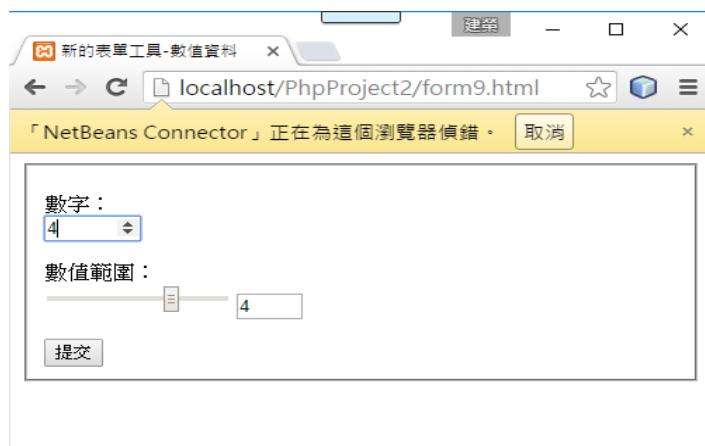 建榮
新的表單工具-數值資料
localhost/PhpProject2/form9.html
「NetBeans Connector」正在為這個瀏覽器偵錯。 取消
數字：
4
數值範圍：
4
提交